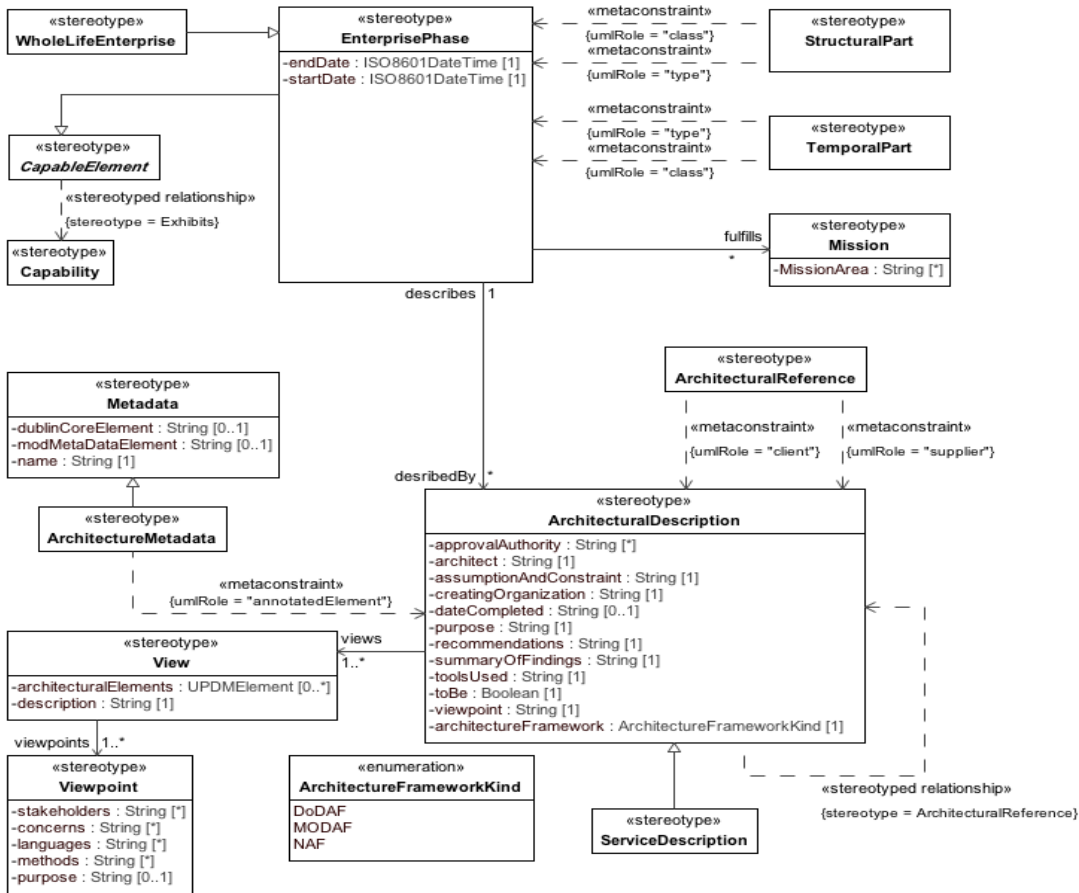 «stereotype»
WholeLifeEnterprise
«stereotype»
EnterprisePhase
-endDate : ISO8601DateTime [1]
-startDate : ISO8601DateTime [1]
«metaconstraint»
{umlRole = "class"}
«metaconstraint»
{umlRole = "type"}
«stereotype»
StructuralPart
«metaconstraint»
{umlRole = "type"}
«metaconstraint»
{umlRole = "class"}
«stereotype»
TemporalPart
«stereotype»
CapableElement
«stereotyped relationship»
{stereotype = Exhibits}
«stereotype»
Capability
fulfills
*
«stereotype»
Mission
-MissionArea : String [*]
describes
1
«stereotype»
ArchitecturalReference
«metaconstraint»
{umlRole = "client"}
«metaconstraint»
{umlRole = "supplier"}
«stereotype»
Metadata
-dublinCoreElement : String [0..1]
-modMetaDataElement : String [0..1]
-name : String [1]
desribedBy
*
«stereotype»
ArchitectureMetadata
«metaconstraint»
{umlRole = "annotatedElement"}
«stereotype»
ArchitecturalDescription
-approvalAuthority : String [*]
-architect : String [1]
-assumptionAndConstraint : String [1]
-creatingOrganization : String [1]
-dateCompleted : String [0..1]
-purpose : String [1]
-recommendations : String [1]
-summaryOfFindings : String [1]
-toolsUsed : String [1]
-toBe : Boolean [1]
-viewpoint : String [1]
-architectureFramework : ArchitectureFrameworkKind [1]
views
1..*
«stereotype»
View
-architecturalElements : UPDMElement [0..*]
-description : String [1]
viewpoints
1..*
«stereotype»
Viewpoint
-stakeholders : String [*]
-concerns : String [*]
-languages : String [*]
-methods : String [*]
-purpose : String [0..1]
«enumeration»
ArchitectureFrameworkKind
DoDAF
MODAF
NAF
«stereotype»
ServiceDescription
«stereotyped relationship»
{stereotype = ArchitecturalReference}